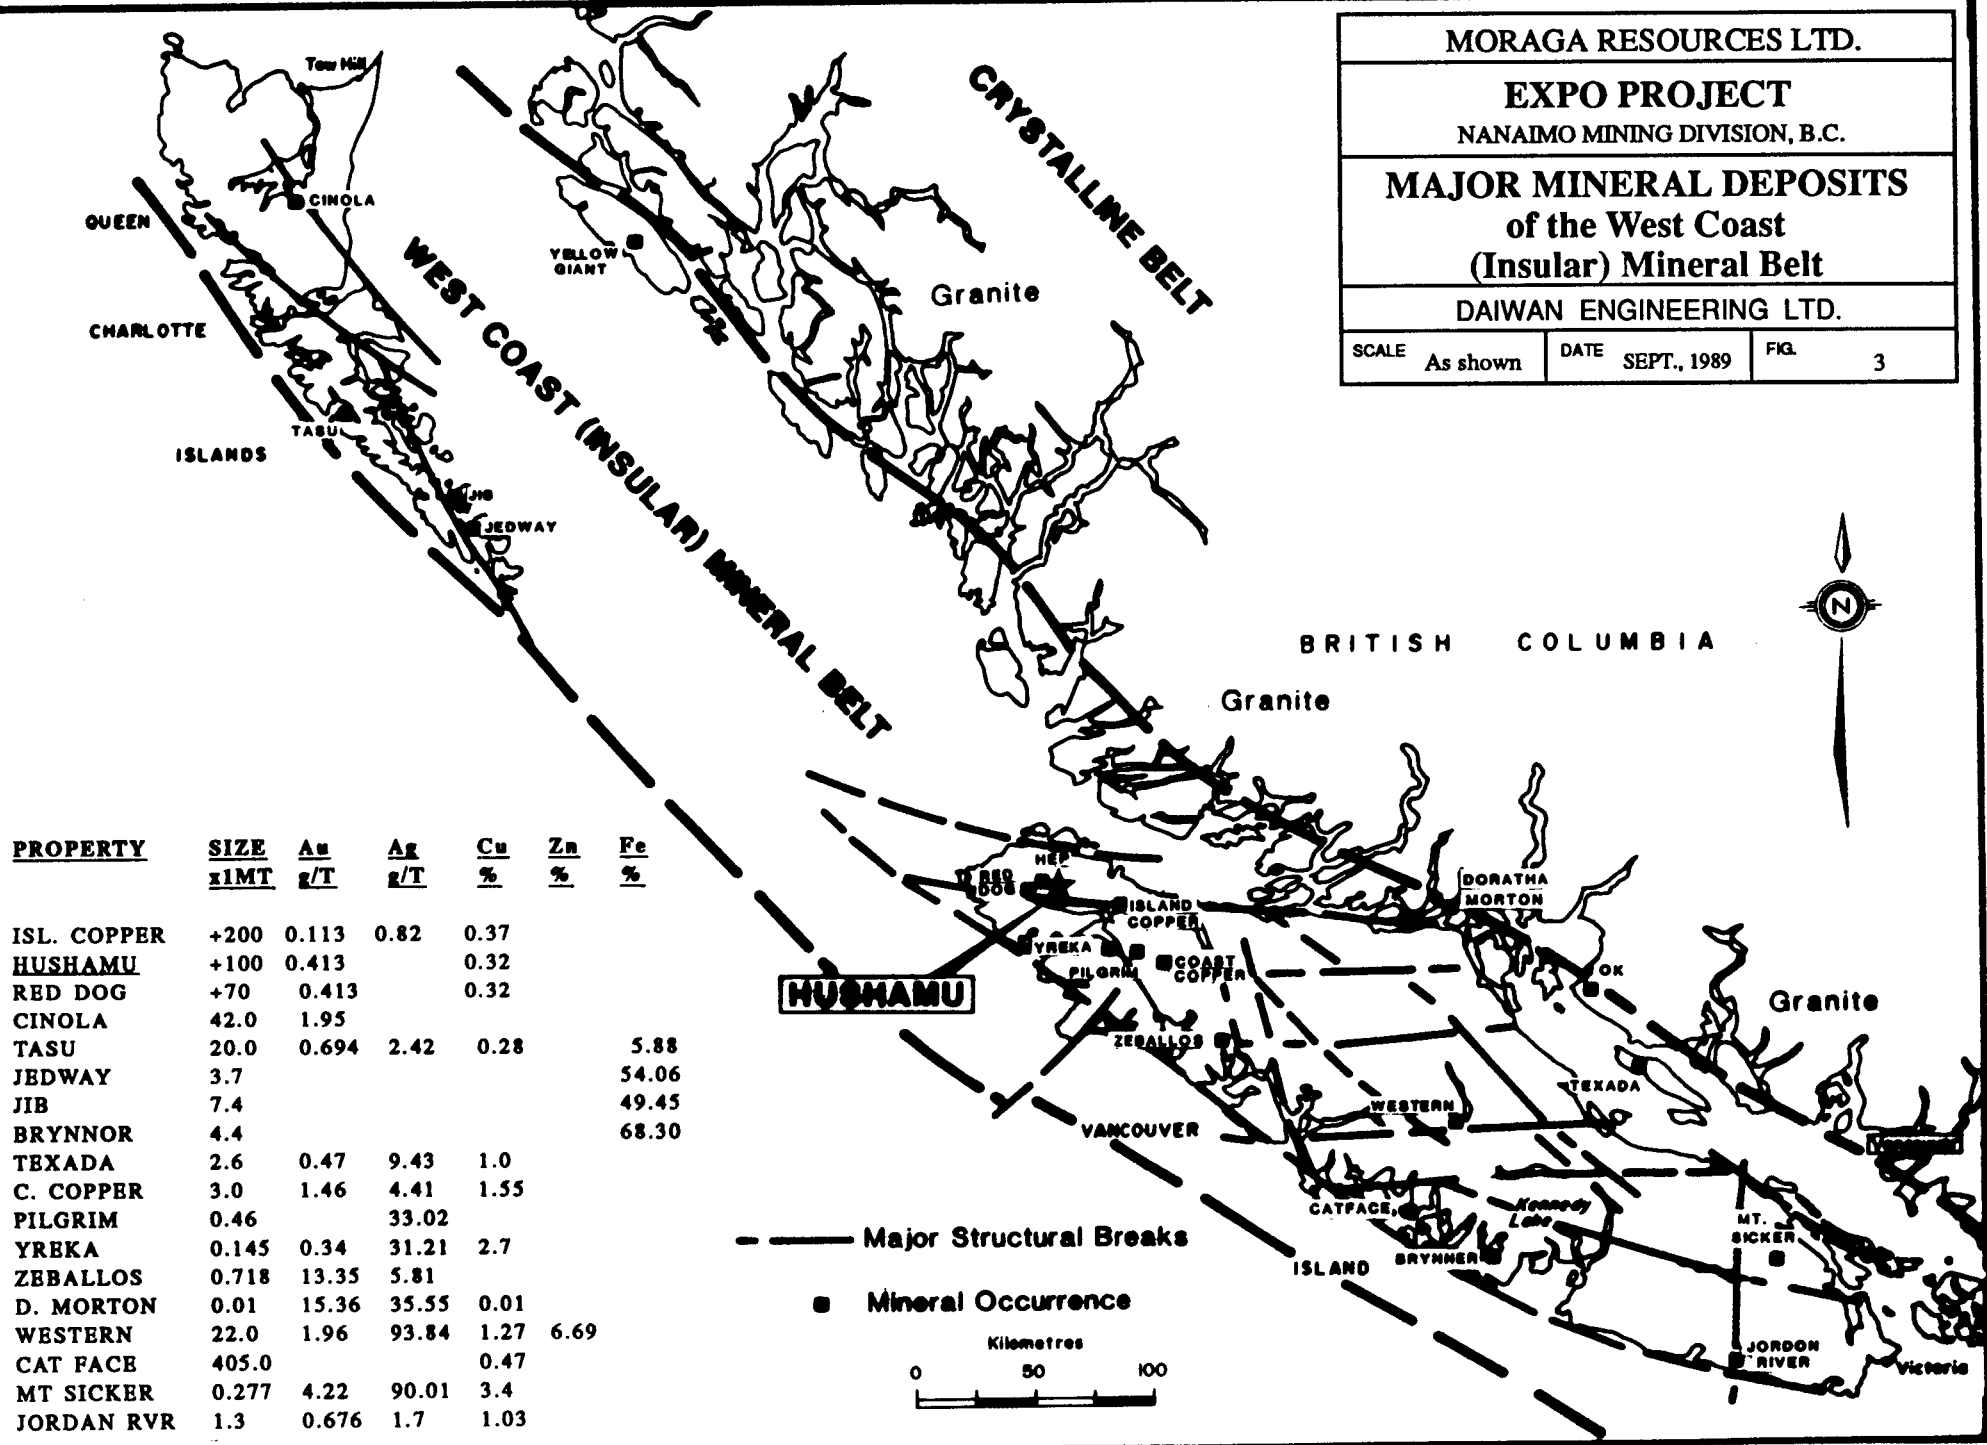 MORAGA RESOURCES LTD.
EXPO PROJECT
NANAIMO MINING DIVISION, B.C.
MAJOR MINERAL DEPOSITS
of the West Coast
(Insular) Mineral Belt
DAIWAN ENGINEERING LTD.
SCALE As shown
DATE SEPT., 1989
FIG. 3
Tow Hill
CINOLA
QUEEN
CHARLOTTE
ISLANDS
TASU
JIB
JEDWAY
YELLOW
GIANT
WEST COAST (INSULAR) MINERAL BELT
CRYSTALLINE BELT
Granite
N
BRITISH COLUMBIA
Granite
HEP
RED
DOG
ISLAND
COPPER
DORATHA
MORTON
YREKA
PILGRIM
COAST
COPPER
OK
HUSHAMU
Granite
ZEBALLOS
TEXADA
WESTERN
VANCOUVER
ISLAND
CATFACE
Kennedy
Lake
BRYNNER
MT.
SICKER
JORDON
RIVER
Victoria
Major Structural Breaks
Mineral Occurrence
Kilometres
0 50 100
PROPERTY SIZE Au Ag Cu Zn Fe
x1MT g/T g/T % % %
ISL. COPPER +200 0.113 0.82 0.37
HUSHAMU +100 0.413 0.32
RED DOG +70 0.413 0.32
CINOLA 42.0 1.95
TASU 20.0 0.694 2.42 0.28 5.88
JEDWAY 3.7 54.06
JIB 7.4 49.45
BRYNNOR 4.4 68.30
TEXADA 2.6 0.47 9.43 1.0
C. COPPER 3.0 1.46 4.41 1.55
PILGRIM 0.46 33.02
YREKA 0.145 0.34 31.21 2.7
ZEBALLOS 0.718 13.35 5.81
D. MORTON 0.01 15.36 35.55 0.01
WESTERN 22.0 1.96 93.84 1.27 6.69
CAT FACE 405.0 0.47
MT SICKER 0.277 4.22 90.01 3.4
JORDAN RVR 1.3 0.676 1.7 1.03